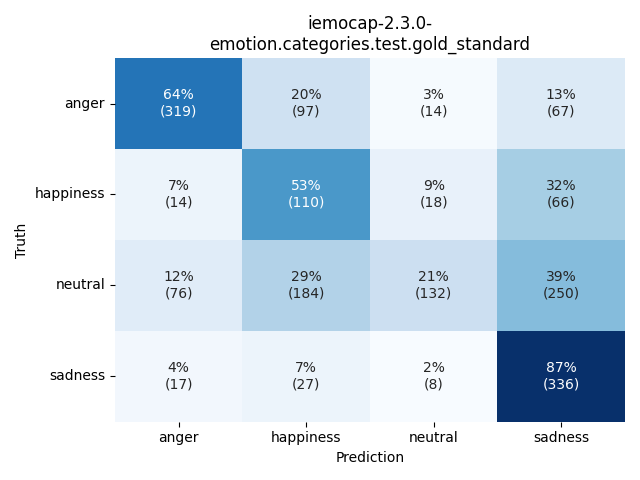 iemocap-2.3.0-
emotion.categories.test.gold_standard
anger
64%
(319)
20%
(97)
3%
(14)
13%
(67)
happiness
7%
(14)
53%
(110)
9%
(18)
32%
(66)
neutral
12%
(76)
29%
(184)
21%
(132)
39%
(250)
sadness
4%
(17)
7%
(27)
2%
(8)
87%
(336)
Truth
anger
happiness
neutral
sadness
Prediction